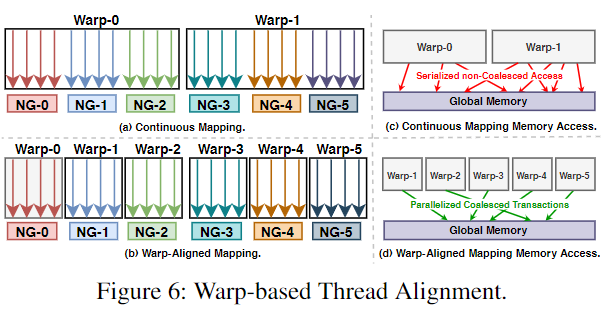 Warp-0 Warp-1
NG-0 NG-1 NG-2 NG-3 NG-4 NG-5
(a) Continuous Mapping.
Warp-0 Warp-1 Warp-2 Warp-3 Warp-4 Warp-5
NG-0 NG-1 NG-2 NG-3 NG-4 NG-5
(b) Warp-Aligned Mapping.
Warp-0 Warp-1
Serialized non-Coalesced Access
Global Memory
(c) Continuous Mapping Memory Access.
Warp-1 Warp-2 Warp-3 Warp-4 Warp-5
Parallelized Coalesced Transactions
Global Memory
(d) Warp-Aligned Mapping Memory Access.
Figure 6: Warp-based Thread Alignment.